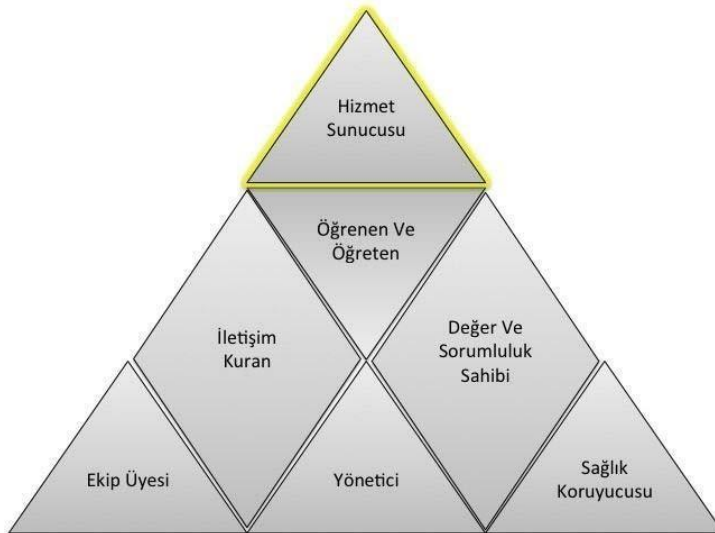 Hizmet
Sunucusu
Öğrenen Ve
Öğreten
İletişim
Kuran
Değer Ve
Sorumluluk
Sahibi
Ekip Üyesi
Yönetici
Sağlık
Koruyucusu